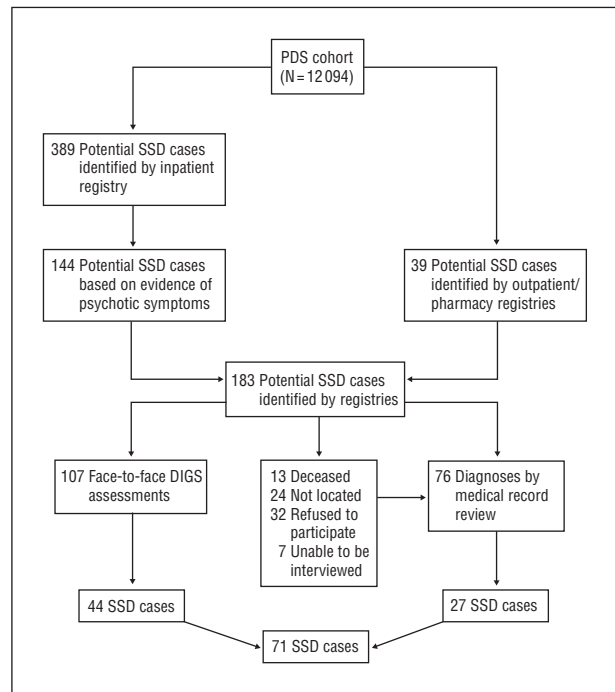 PDS cohort
(N = 12 094)
389 Potential SSD cases
identified by inpatient
registry
144 Potential SSD cases
based on evidence of
psychotic symptoms
39 Potential SSD cases
identified by outpatient/
pharmacy registries
183 Potential SSD cases
identified by registries
107 Face-to-face DIGS
assessments
13 Deceased
24 Not located
32 Refused to
participate
7 Unable to be
interviewed
76 Diagnoses by
medical record
review
44 SSD cases
27 SSD cases
71 SSD cases